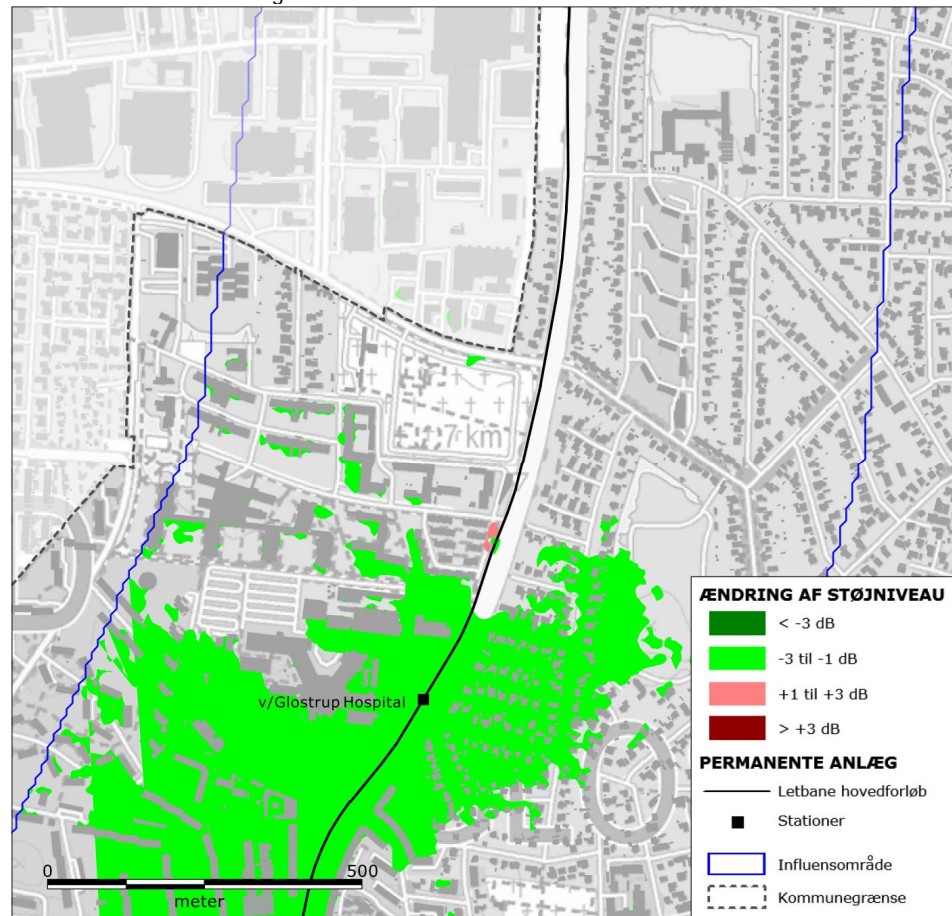 17 km
v/Glostrup Hospital
0
500
meter
ÆNDRING AF STØJNIVEAU
< -3 dB
-3 til -1 dB
+1 til +3 dB
> +3 dB
PERMANENTE ANLÆG
Letbane hovedforløb
Stationer
Influensområde
Kommunegrænse